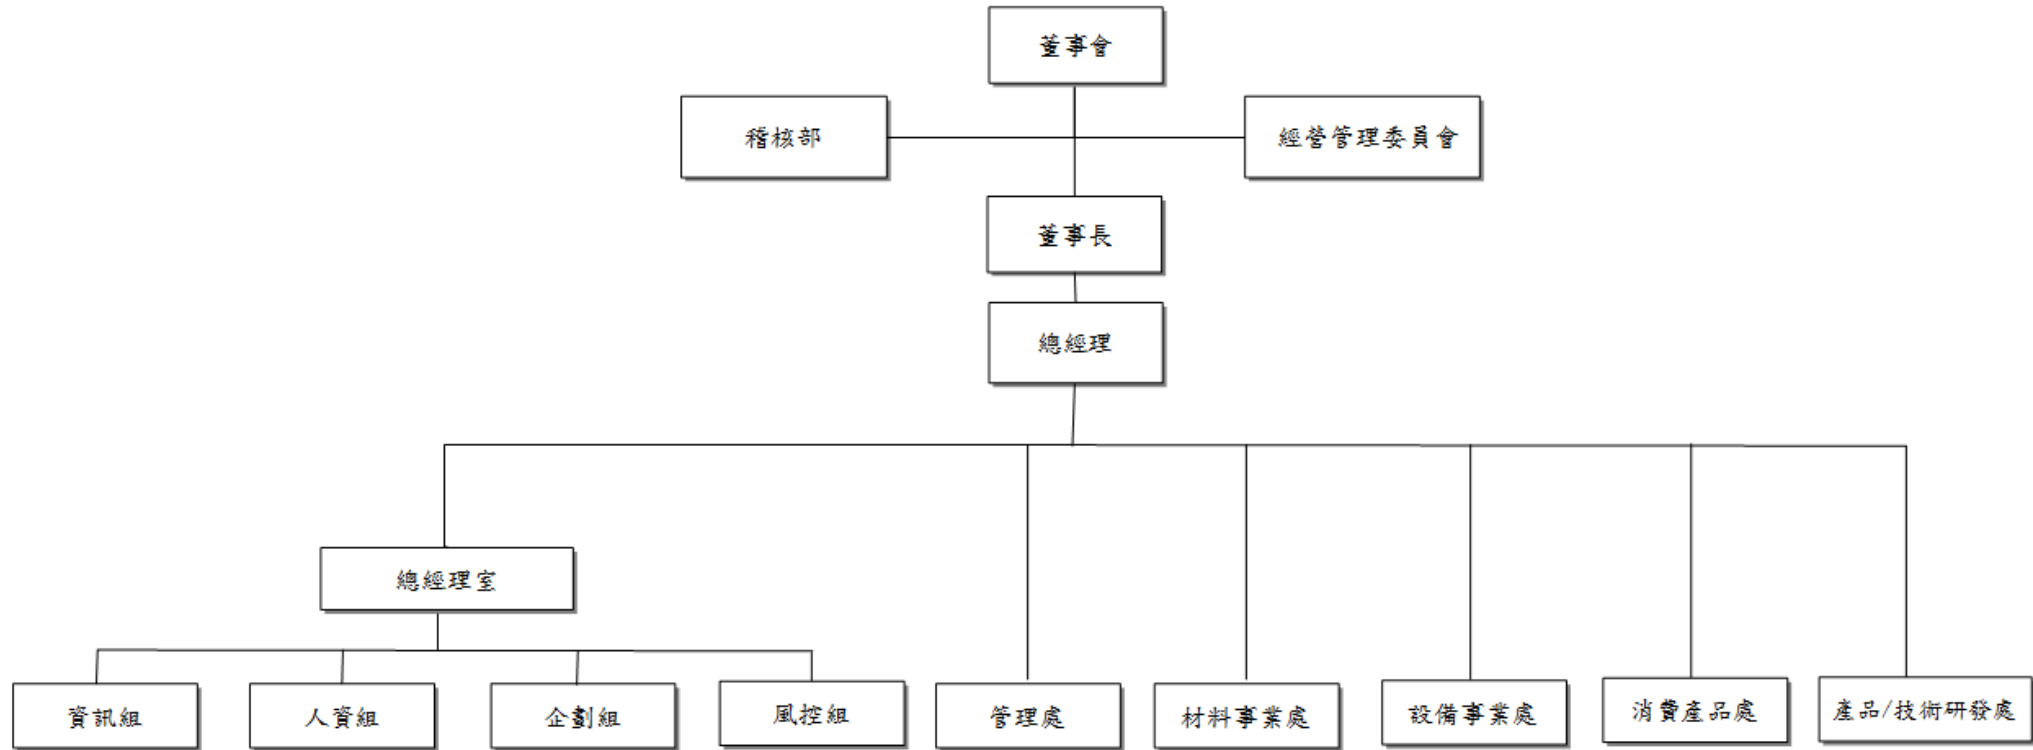 董事會
稽核部
經營管理委員會
董事長
總經理
總經理室
資訊組
人資組
企劃組
風控組
管理處
材料事業處
設備事業處
消費產品處
產品/技術研發處